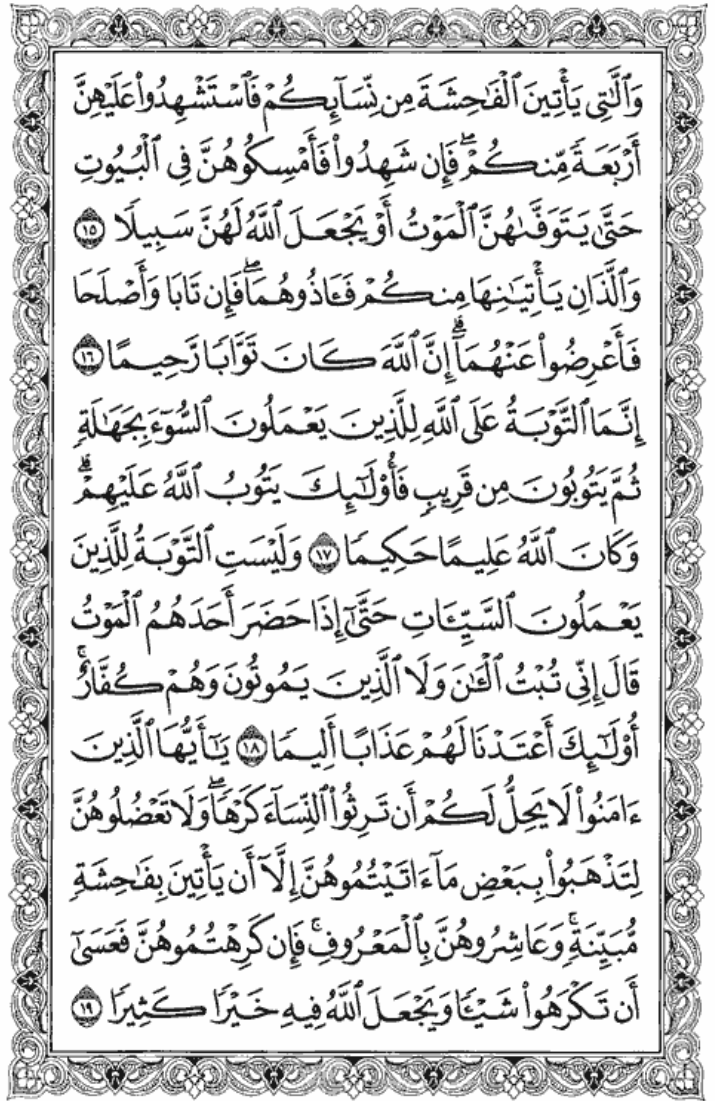 وَٱلَّٰتِى يَأْتِينَ ٱلْفَٰحِشَةَ مِن نِّسَآئِكُمْ فَٱسْتَشْهِدُوا۟ عَلَيْهِنَّ
أَرْبَعَةً مِّنكُمْ ۖ فَإِن شَهِدُوا۟ فَأَمْسِكُوهُنَّ فِى ٱلْبُيُوتِ
حَتَّىٰ يَتَوَفَّىٰهُنَّ ٱلْمَوْتُ أَوْ يَجْعَلَ ٱللَّهُ لَهُنَّ سَبِيلًا ١٥
وَٱلَّذَانِ يَأْتِيَٰنِهَا مِنكُمْ فَـَٔاذُوهُمَا ۖ فَإِن تَابَا وَأَصْلَحَا
فَأَعْرِضُوا۟ عَنْهُمَآ ۗ إِنَّ ٱللَّهَ كَانَ تَوَّابًا رَّحِيمًا ١٦
إِنَّمَا ٱلتَّوْبَةُ عَلَى ٱللَّهِ لِلَّذِينَ يَعْمَلُونَ ٱلسُّوٓءَ بِجَهَٰلَةٍ
ثُمَّ يَتُوبُونَ مِن قَرِيبٍ فَأُو۟لَٰٓئِكَ يَتُوبُ ٱللَّهُ عَلَيْهِمْ ۗ
وَكَانَ ٱللَّهُ عَلِيمًا حَكِيمًا ١٧ وَلَيْسَتِ ٱلتَّوْبَةُ لِلَّذِينَ
يَعْمَلُونَ ٱلسَّيِّـَٔاتِ حَتَّىٰٓ إِذَا حَضَرَ أَحَدَهُمُ ٱلْمَوْتُ
قَالَ إِنِّى تُبْتُ ٱلْـَٰٔنَ وَلَا ٱلَّذِينَ يَمُوتُونَ وَهُمْ كُفَّارٌ ۚ
أُو۟لَٰٓئِكَ أَعْتَدْنَا لَهُمْ عَذَابًا أَلِيمًا ١٨ يَٰٓأَيُّهَا ٱلَّذِينَ
ءَامَنُوا۟ لَا يَحِلُّ لَكُمْ أَن تَرِثُوا۟ ٱلنِّسَآءَ كَرْهًا ۖ وَلَا تَعْضُلُوهُنَّ
لِتَذْهَبُوا۟ بِبَعْضِ مَآ ءَاتَيْتُمُوهُنَّ إِلَّآ أَن يَأْتِينَ بِفَٰحِشَةٍ
مُّبَيِّنَةٍ ۚ وَعَاشِرُوهُنَّ بِٱلْمَعْرُوفِ ۚ فَإِن كَرِهْتُمُوهُنَّ فَعَسَىٰٓ
أَن تَكْرَهُوا۟ شَيْـًٔا وَيَجْعَلَ ٱللَّهُ فِيهِ خَيْرًا كَثِيرًا ١٩